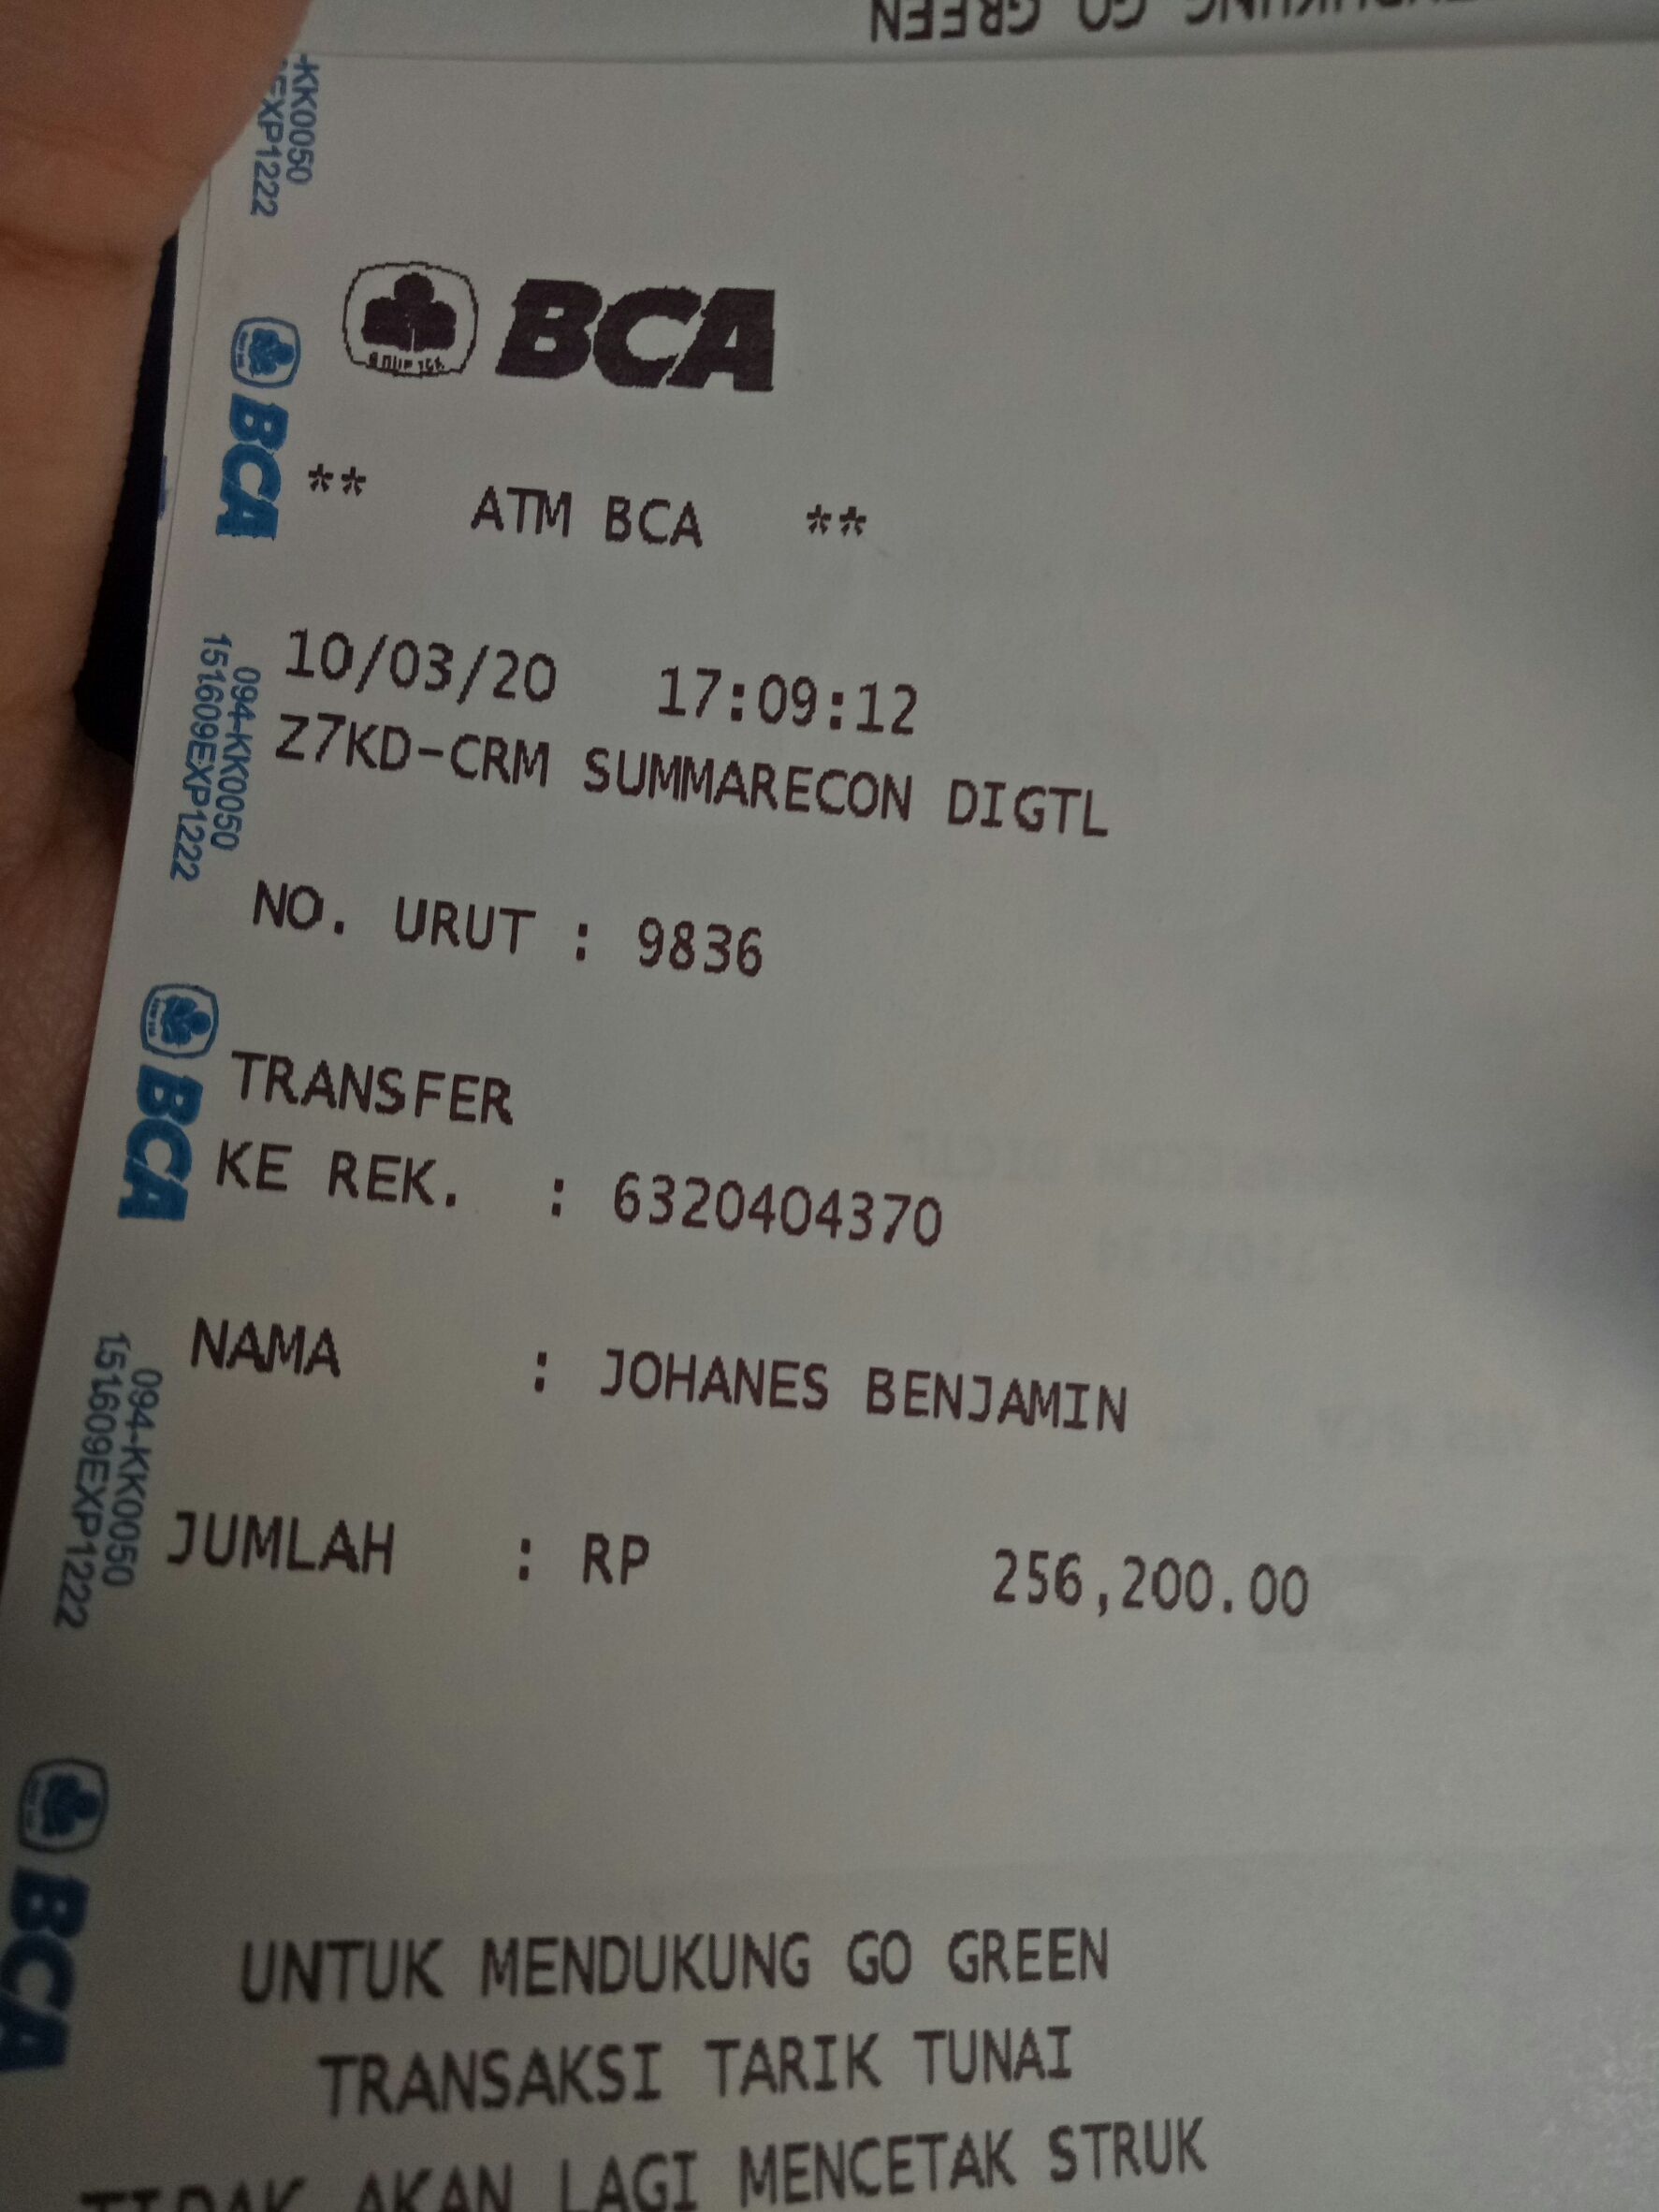 GO GREEN
-KK0050
EXP1222
BCA
BCA
** ATM BCA **
10/03/20 17:09:12
Z7KD-CRM SUMMARECON DIGTL
094-KK0050
151609EXP1222
NO. URUT : 9836
BCA
TRANSFER
KE REK. : 6320404370
NAMA : JOHANES BENJAMIN
094-KK0050
151609EXP1222
JUMLAH : RP 256,200.00
BCA
UNTUK MENDUKUNG GO GREEN
TRANSAKSI TARIK TUNAI
TIDAK AKAN LAGI MENCETAK STRUK